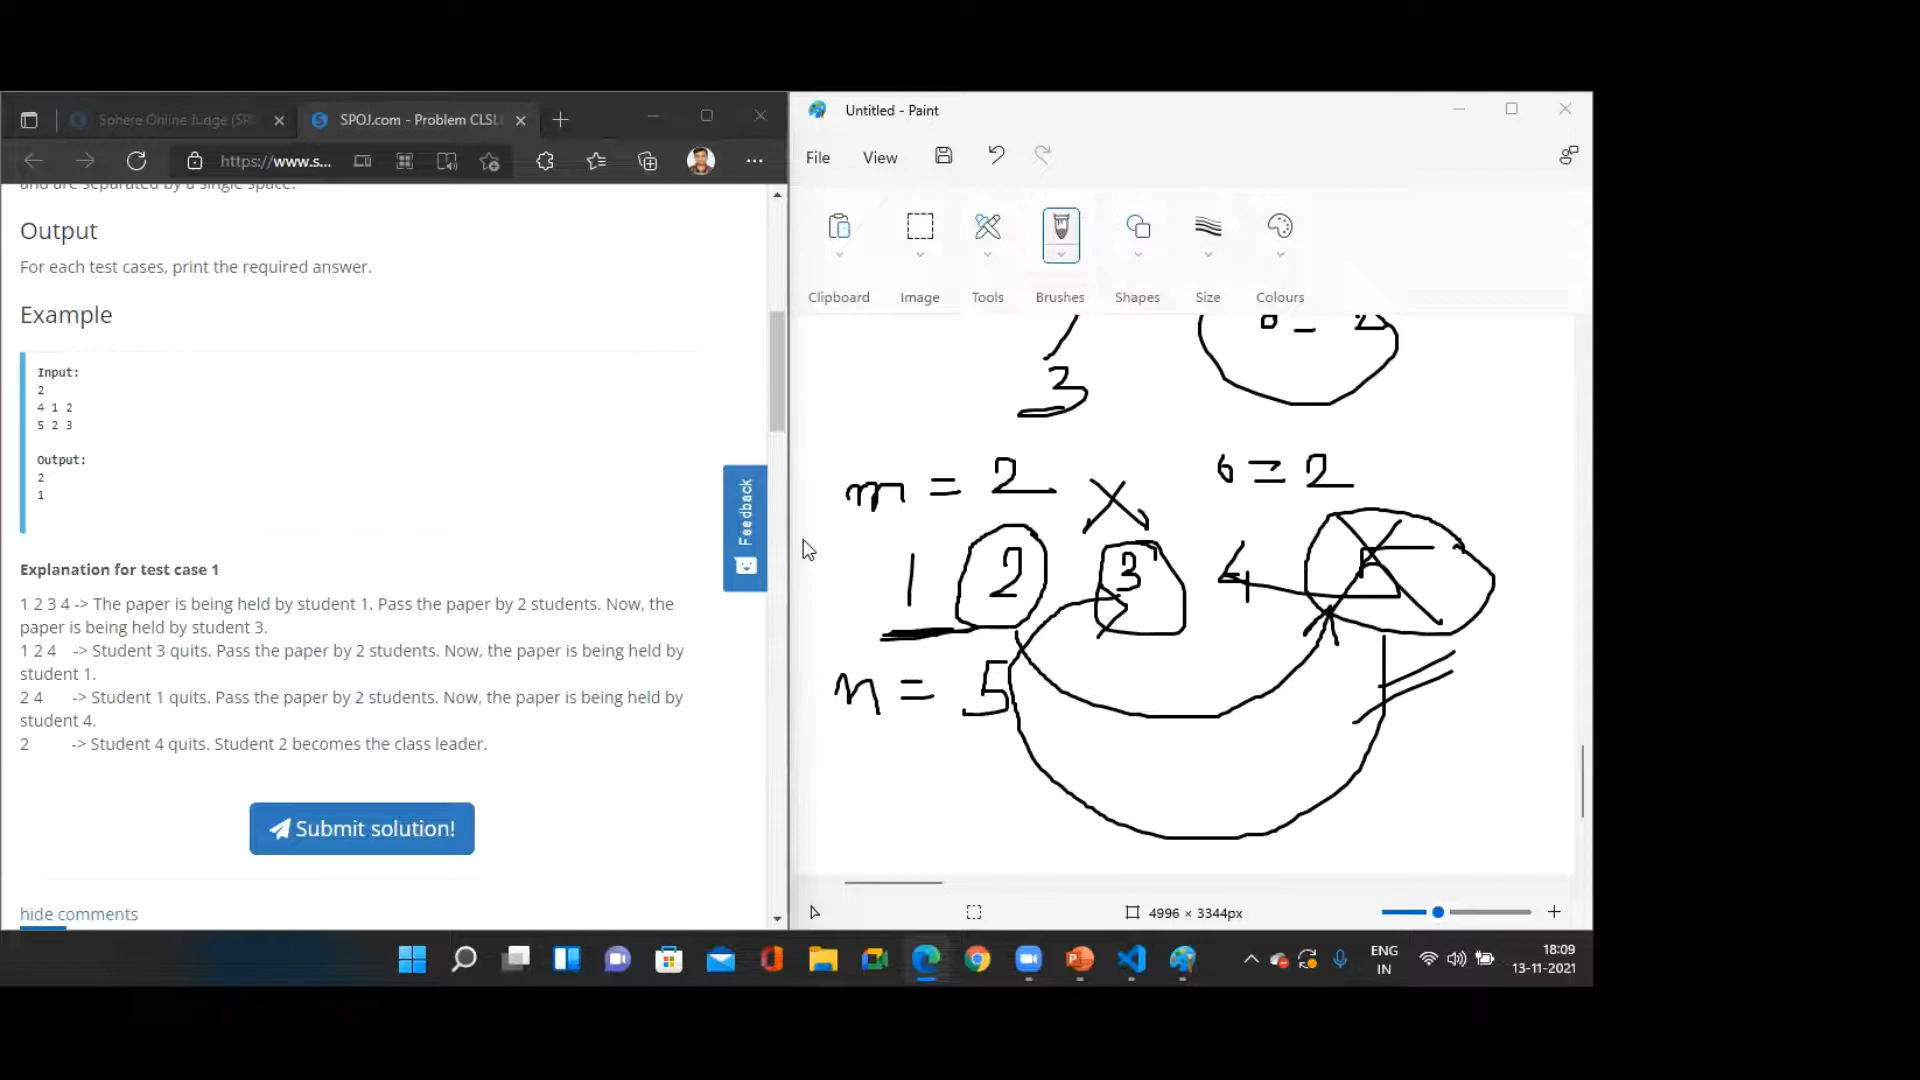 Sphere Online Judge (SP
SPOJ.com - Problem CLSL
https://www.s...
and are separated by a single space.
Output
For each test cases, print the required answer.
Example
Input:
2
4 1 2
5 2 3
Output:
2
1
Explanation for test case 1
1 2 3 4 -> The paper is being held by student 1. Pass the paper by 2 students. Now, the
paper is being held by student 3.
1 2 4 -> Student 3 quits. Pass the paper by 2 students. Now, the paper is being held by
student 1.
2 4 -> Student 1 quits. Pass the paper by 2 students. Now, the paper is being held by
student 4.
2 -> Student 4 quits. Student 2 becomes the class leader.
Submit solution!
hide comments
Feedback
Untitled - Paint
File View
Clipboard Image Tools Brushes Shapes Size Colours
3
m = 2
6 = 2
1 2 3 4
n = 5
4996 × 3344px
ENG
IN
18:09
13-11-2021